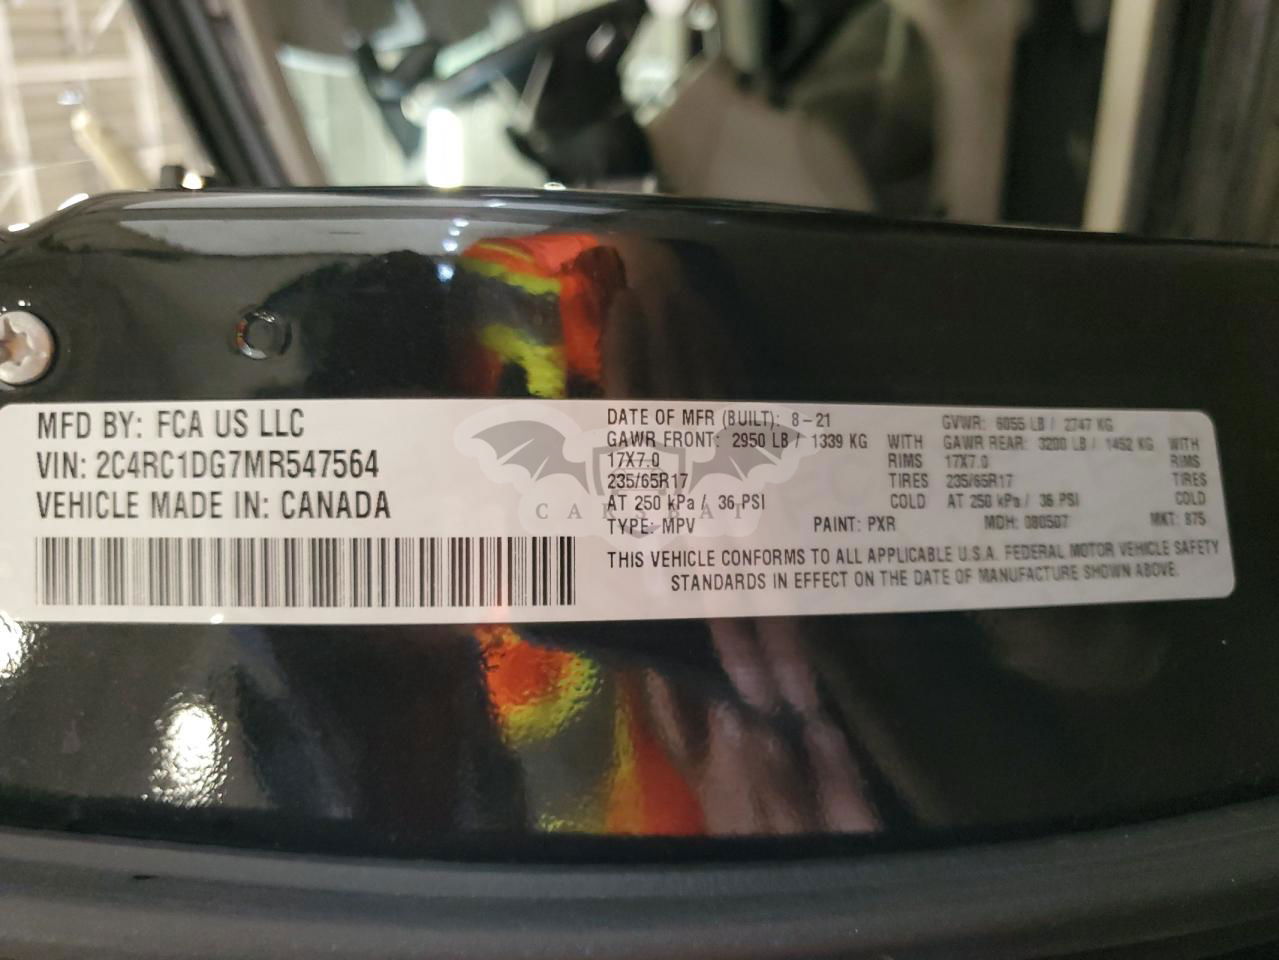 MFD BY: FCA US LLC
VIN: 2C4RC1DG7MR547564
VEHICLE MADE IN: CANADA
DATE OF MFR (BUILT): 8-21
GAWR FRONT: 2950 LB / 1339 KG WITH
17X7.0 RIMS
235/65R17 TIRES
AT 250 kPa / 36 PSI COLD
TYPE: MPV PAINT: PXR
GVWR: 6055 LB / 2747 KG
GAWR REAR: 3200 LB / 1452 KG WITH
17X7.0 RIMS
235/65R17 TIRES
AT 250 kPa / 36 PSI COLD
MDH: 080507 MKT: 875
THIS VEHICLE CONFORMS TO ALL APPLICABLE U.S.A. FEDERAL MOTOR VEHICLE SAFETY
STANDARDS IN EFFECT ON THE DATE OF MANUFACTURE SHOWN ABOVE.
CARSBAT